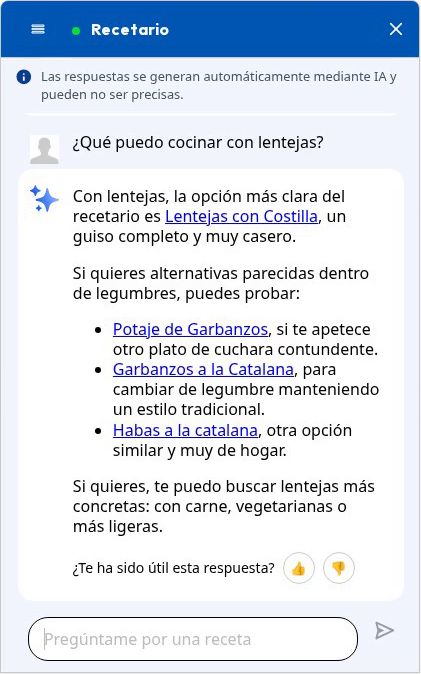 Recetario
Las respuestas se generan automáticamente mediante IA y
pueden no ser precisas.
¿Qué puedo cocinar con lentejas?
Con lentejas, la opción más clara del
recetario es Lentejas con Costilla, un
guiso completo y muy casero.
Si quieres alternativas parecidas dentro
de legumbres, puedes probar:
• Potaje de Garbanzos, si te apetece
otro plato de cuchara contundente.
• Garbanzos a la Catalana, para
cambiar de legumbre manteniendo
un estilo tradicional.
• Habas a la catalana, otra opción
similar y muy de hogar.
Si quieres, te puedo buscar lentejas más
concretas: con carne, vegetarianas o
más ligeras.
¿Te ha sido útil esta respuesta? 👍 👎
Pregúntame por una receta